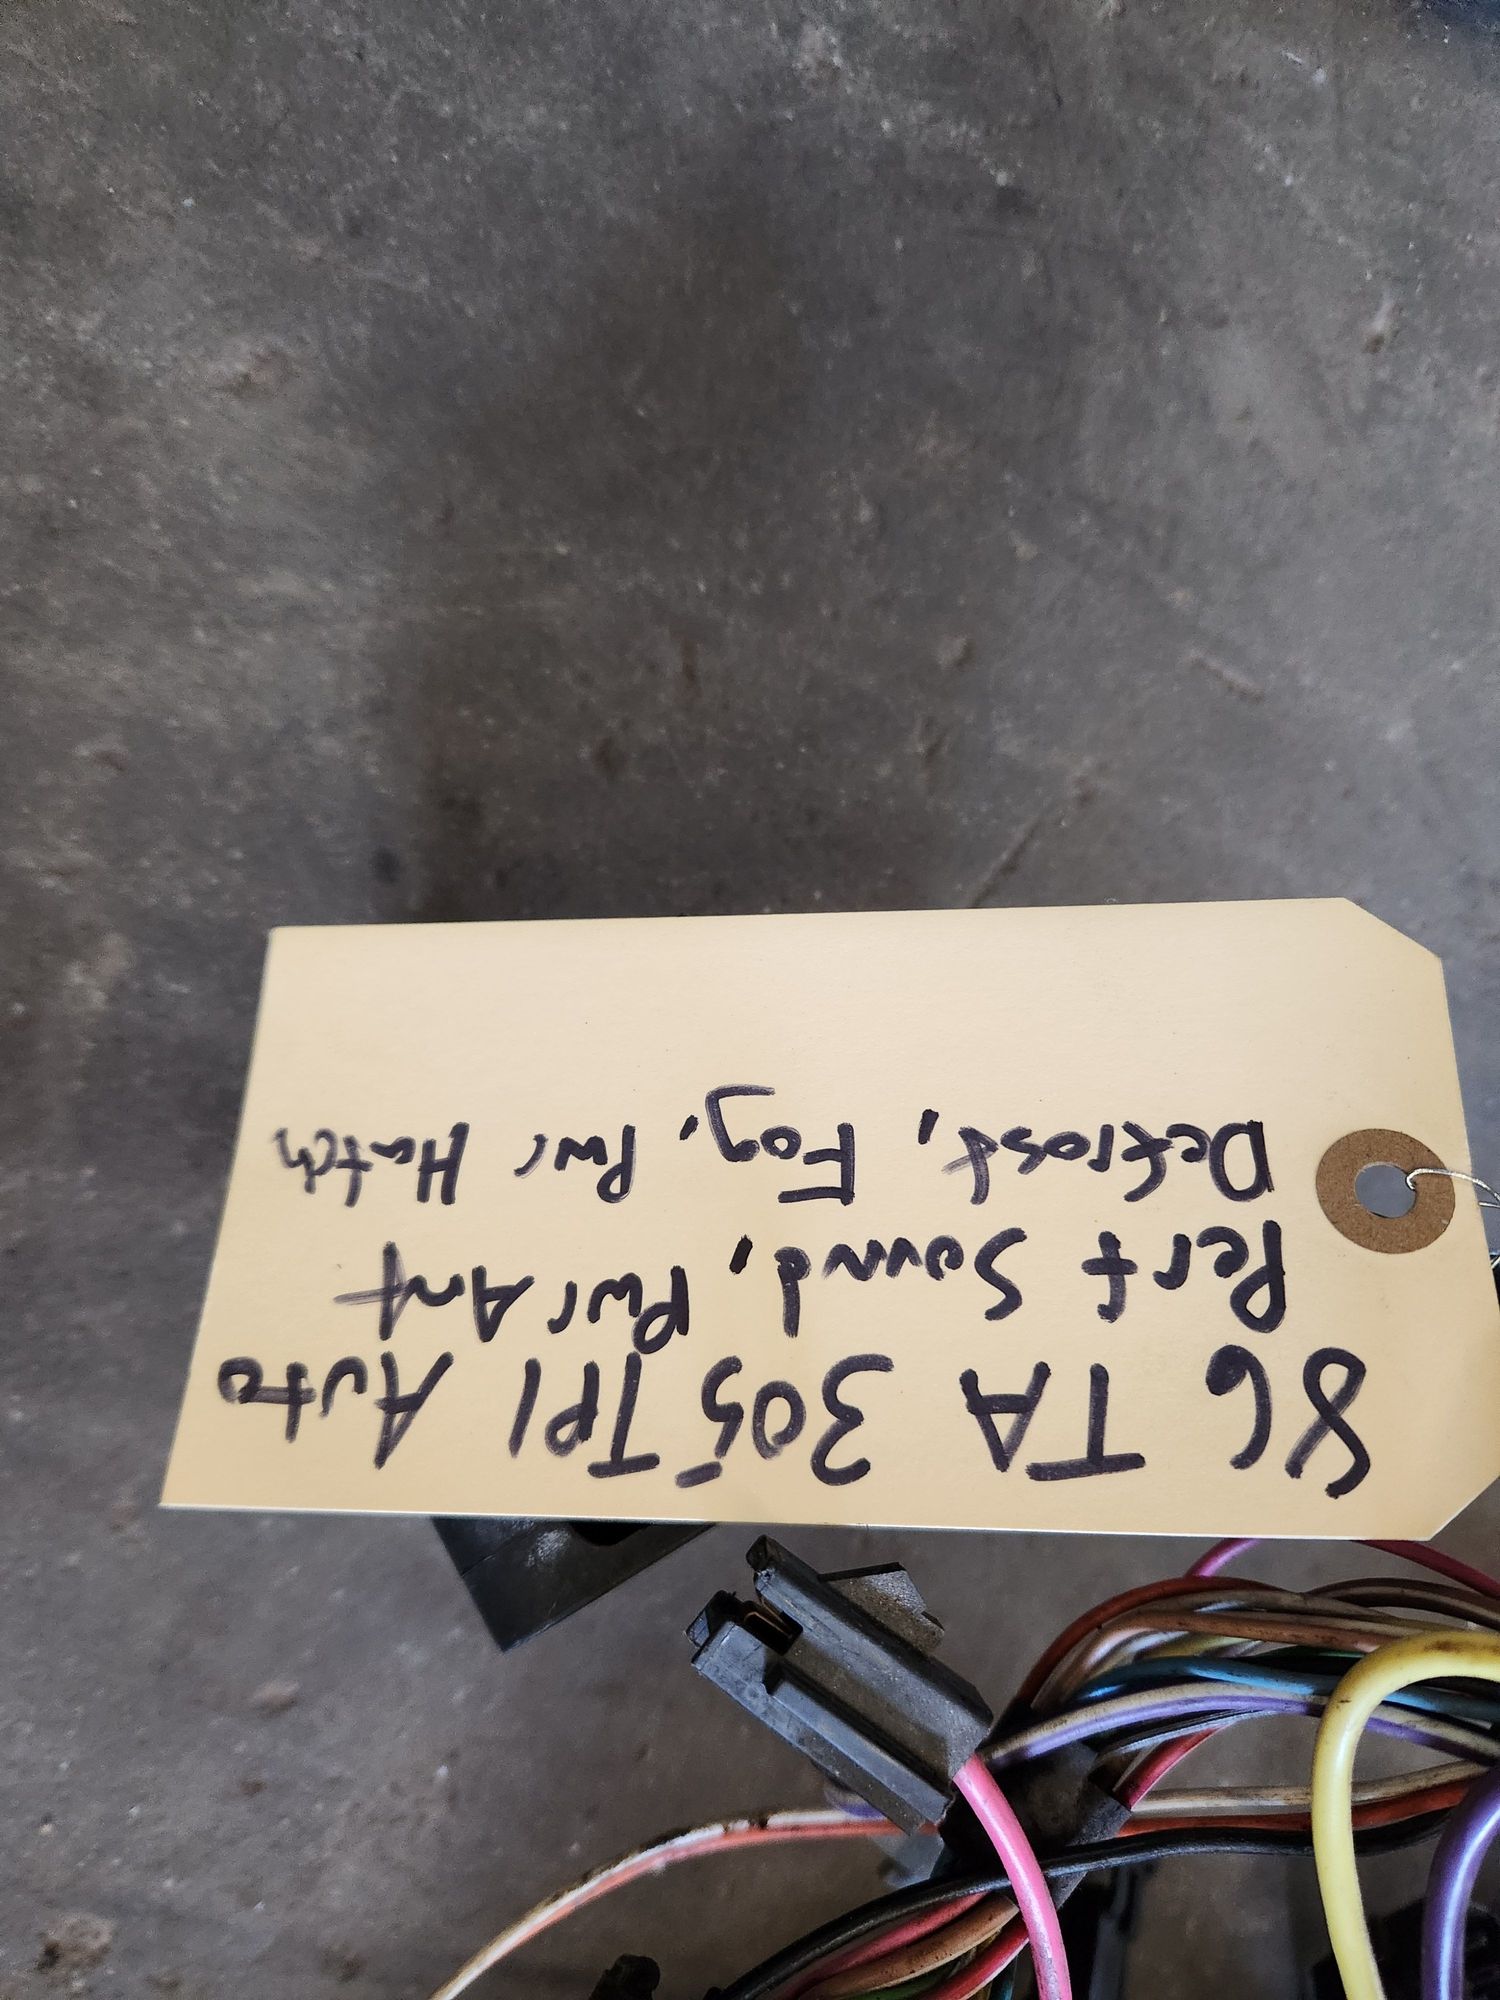 86 TA 305 TPI Auto
Perf Sound, Pwr Ant
Defrost, Fog, Pwr Hatch